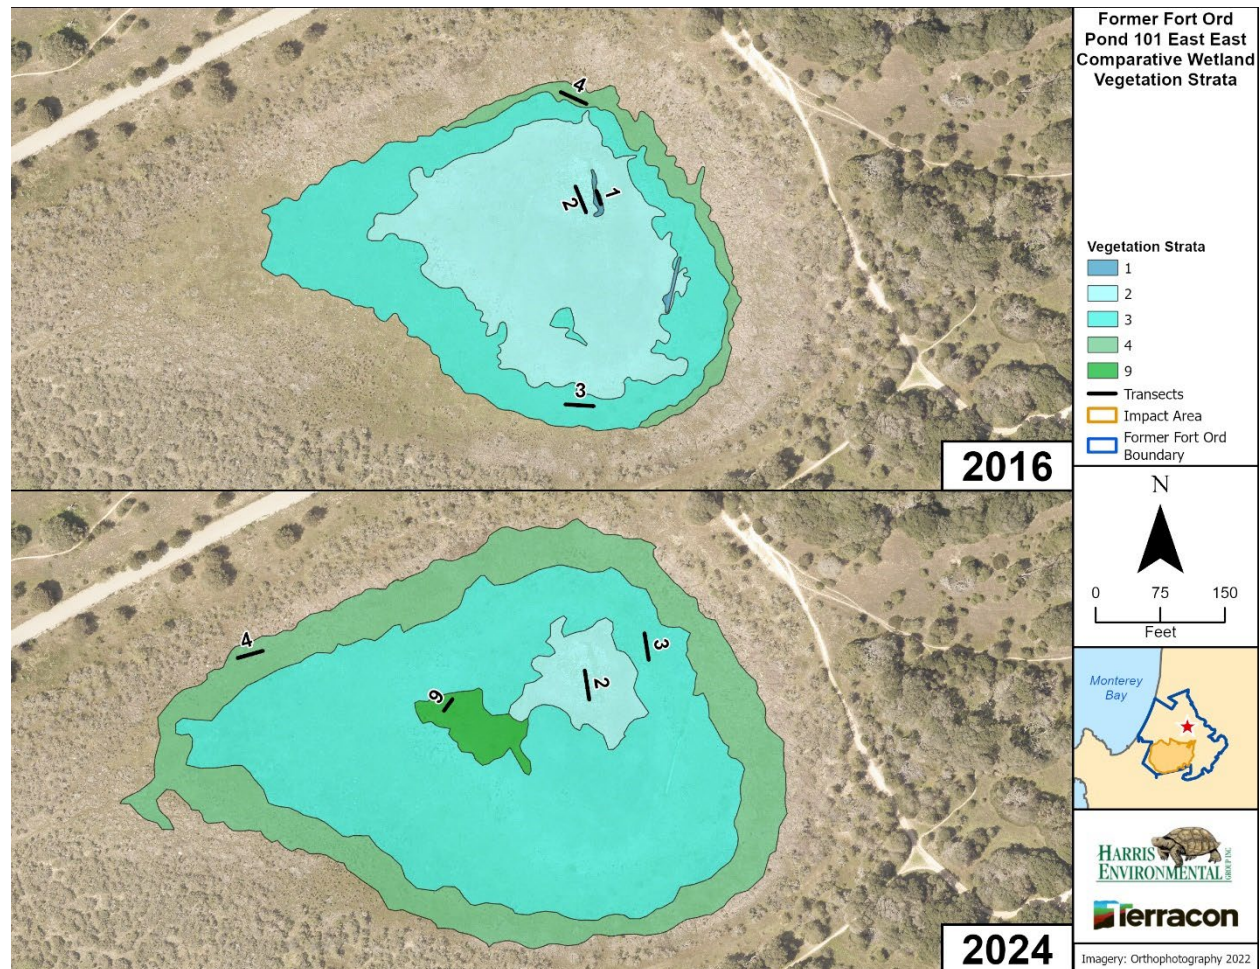 Former Fort Ord
Pond 101 East East
Comparative Wetland
Vegetation Strata
4
1
2
3
2016
Vegetation Strata
1
2
3
4
9
Transects
Impact Area
Former Fort Ord
Boundary
N
0 75 150
Feet
4
3
2
9
2024
Monterey
Bay
HARRIS
ENVIRONMENTAL
GROUP INC
Terracon
Imagery: Orthophotography 2022